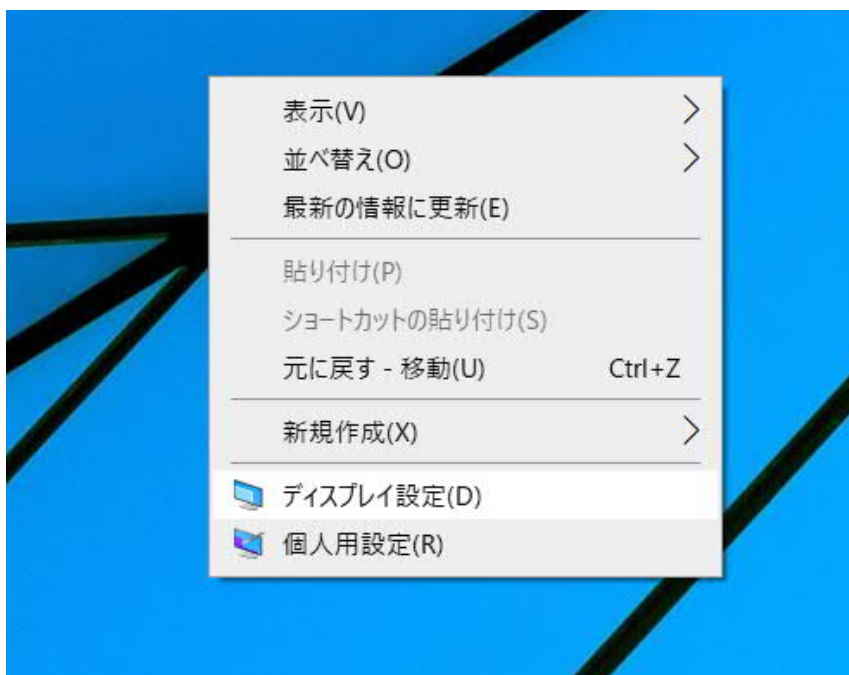 表示(V)
並べ替え(O)
最新の情報に更新(E)
貼り付け(P)
ショートカットの貼り付け(S)
元に戻す - 移動(U) Ctrl+Z
新規作成(X)
ディスプレイ設定(D)
個人用設定(R)